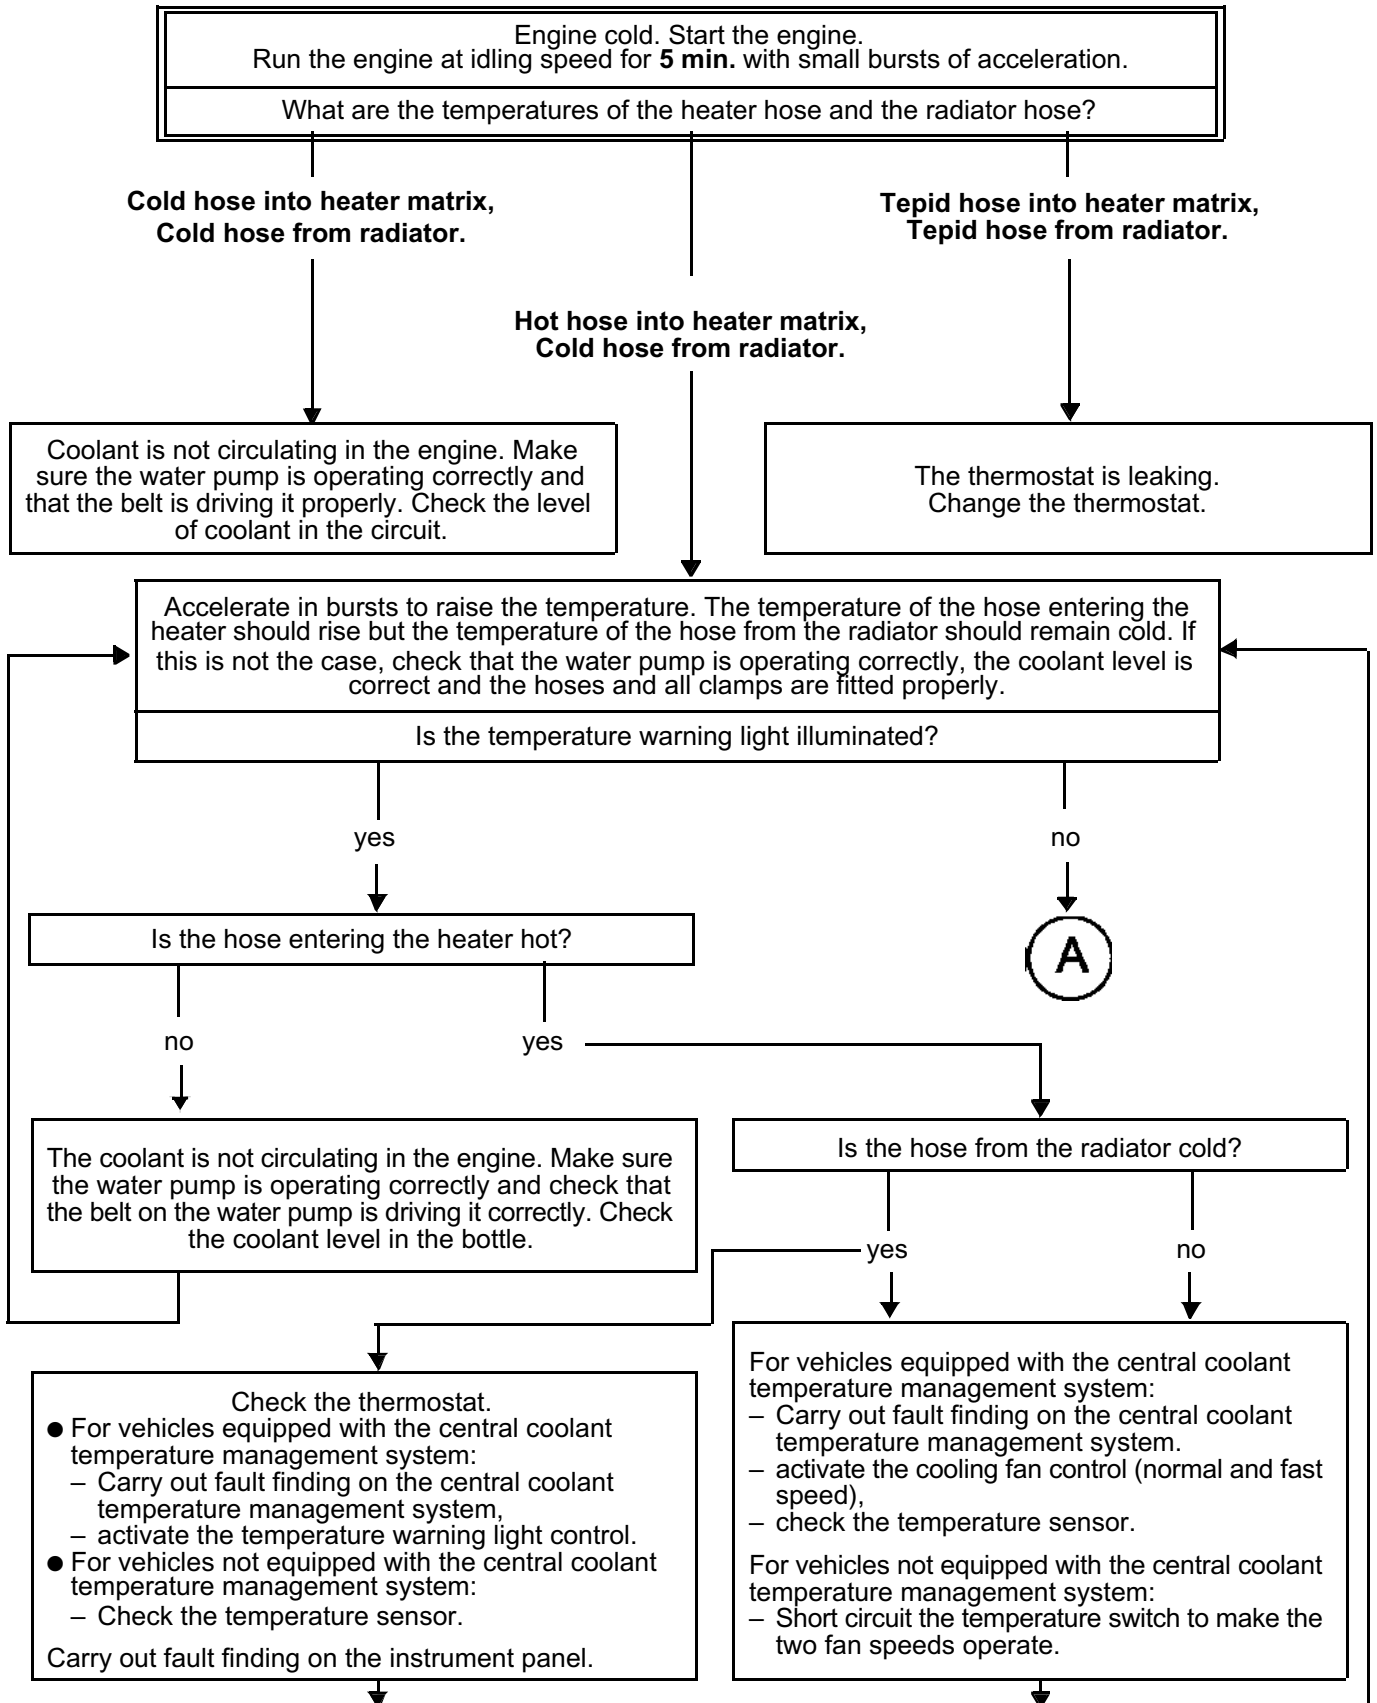 Engine cold. Start the engine.
Run the engine at idling speed for 5 min. with small bursts of acceleration.
What are the temperatures of the heater hose and the radiator hose?
Cold hose into heater matrix,
Cold hose from radiator.
Tepid hose into heater matrix,
Tepid hose from radiator.
Hot hose into heater matrix,
Cold hose from radiator.
Coolant is not circulating in the engine. Make
sure the water pump is operating correctly and
that the belt is driving it properly. Check the level
of coolant in the circuit.
The thermostat is leaking.
Change the thermostat.
Accelerate in bursts to raise the temperature. The temperature of the hose entering the
heater should rise but the temperature of the hose from the radiator should remain cold. If
this is not the case, check that the water pump is operating correctly, the coolant level is
correct and the hoses and all clamps are fitted properly.
Is the temperature warning light illuminated?
yes
no
Is the hose entering the heater hot?
A
no
yes
The coolant is not circulating in the engine. Make sure
the water pump is operating correctly and check that
the belt on the water pump is driving it correctly. Check
the coolant level in the bottle.
Is the hose from the radiator cold?
yes
no
Check the thermostat.
● For vehicles equipped with the central coolant
temperature management system:
– Carry out fault finding on the central coolant
temperature management system,
– activate the temperature warning light control.
● For vehicles not equipped with the central coolant
temperature management system:
– Check the temperature sensor.
Carry out fault finding on the instrument panel.
For vehicles equipped with the central coolant
temperature management system:
– Carry out fault finding on the central coolant
temperature management system.
– activate the cooling fan control (normal and fast
speed),
– check the temperature sensor.
For vehicles not equipped with the central coolant
temperature management system:
– Short circuit the temperature switch to make the
two fan speeds operate.